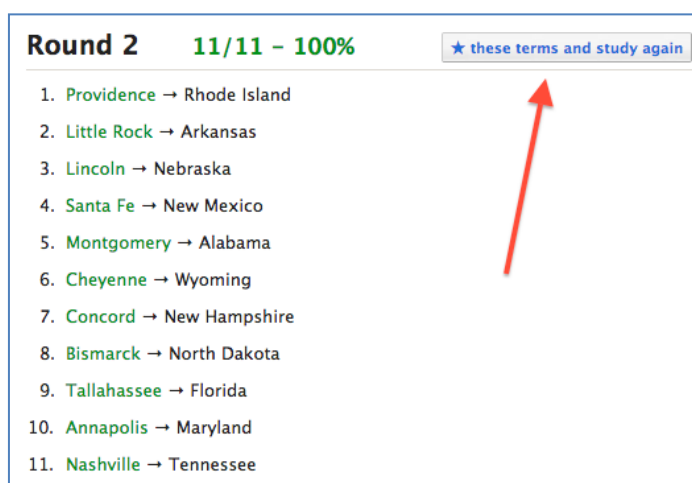 Round 2 11/11 – 100% ★ these terms and study again
1. Providence → Rhode Island
2. Little Rock → Arkansas
3. Lincoln → Nebraska
4. Santa Fe → New Mexico
5. Montgomery → Alabama
6. Cheyenne → Wyoming
7. Concord → New Hampshire
8. Bismarck → North Dakota
9. Tallahassee → Florida
10. Annapolis → Maryland
11. Nashville → Tennessee